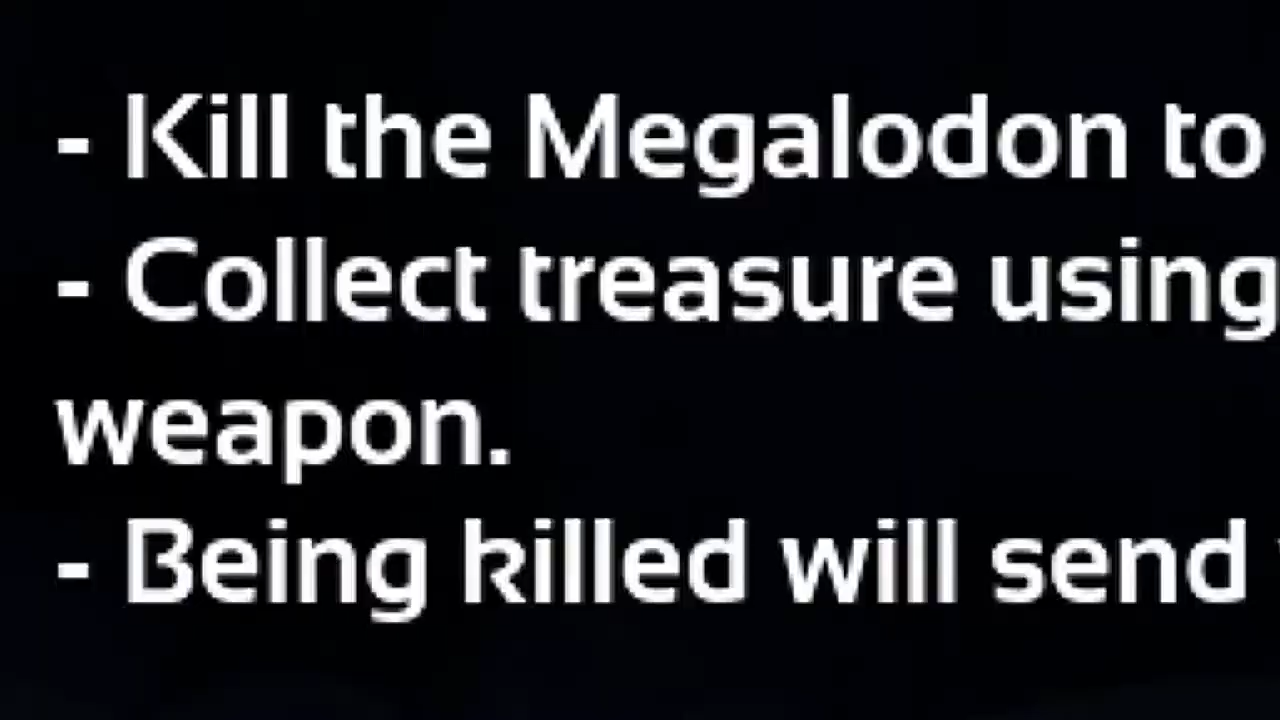 - Kill the Megalodon to
- Collect treasure using
weapon.
- Being killed will send